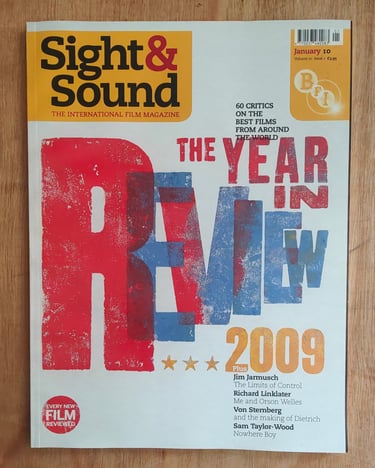 Sight&
Sound
THE INTERNATIONAL FILM MAGAZINE
January 10
BFI
60 CRITICS
ON THE
BEST FILMS
FROM AROUND
THE WORLD
THE YEAR
IN
REVIEW
2009
Plus
Jim Jarmusch
The Limits of Control
Richard Linklater
Me and Orson Welles
Von Sternberg
and the making of Dietrich
Sam Taylor-Wood
Nowhere Boy
EVERY NEW
FILM
REVIEWED